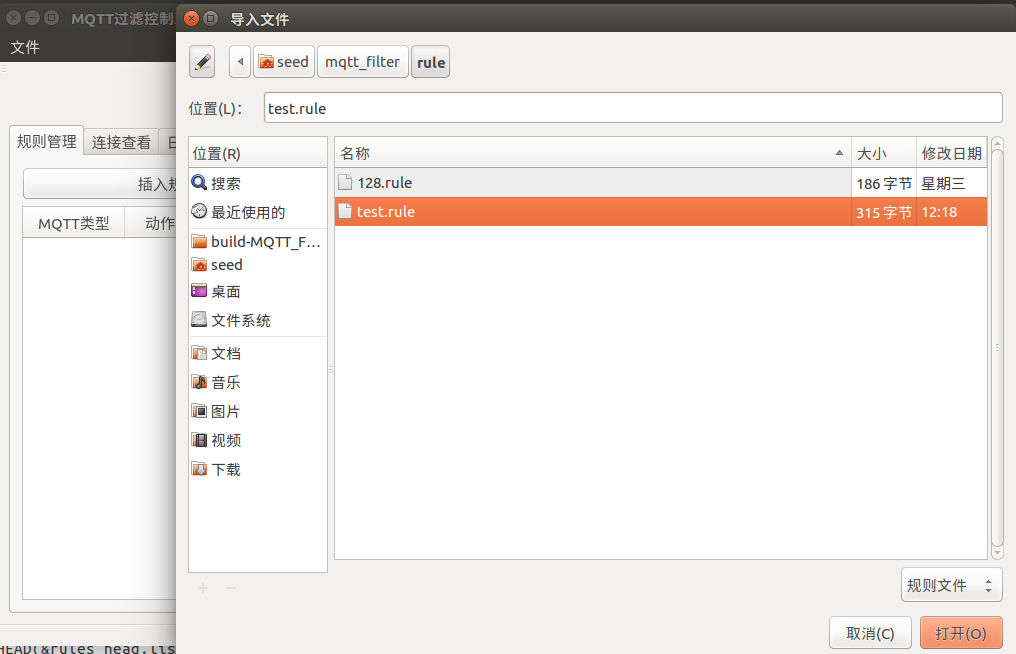 MQTT过滤控制
导入文件
文件
seed
mqtt_filter
rule
位置(L):
test.rule
规则管理
连接查看
插入
MQTT类型
动作
位置(R)
搜索
最近使用的
build-MQTT_F...
seed
桌面
文件系统
文档
音乐
图片
视频
下载
名称
大小
修改日期
128.rule
186 字节
星期三
test.rule
315 字节
12:18
规则文件
取消(C)
打开(O)
HEAD(&rules_head.lis